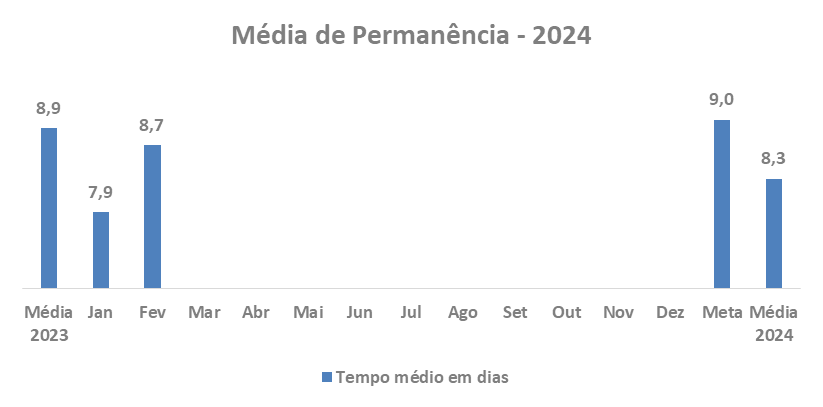 Média de Permanência - 2024
8,9
7,9
8,7
9,0
8,3
Média 2023
Jan
Fev
Mar
Abr
Mai
Jun
Jul
Ago
Set
Out
Nov
Dez
Meta
Média 2024
Tempo médio em dias